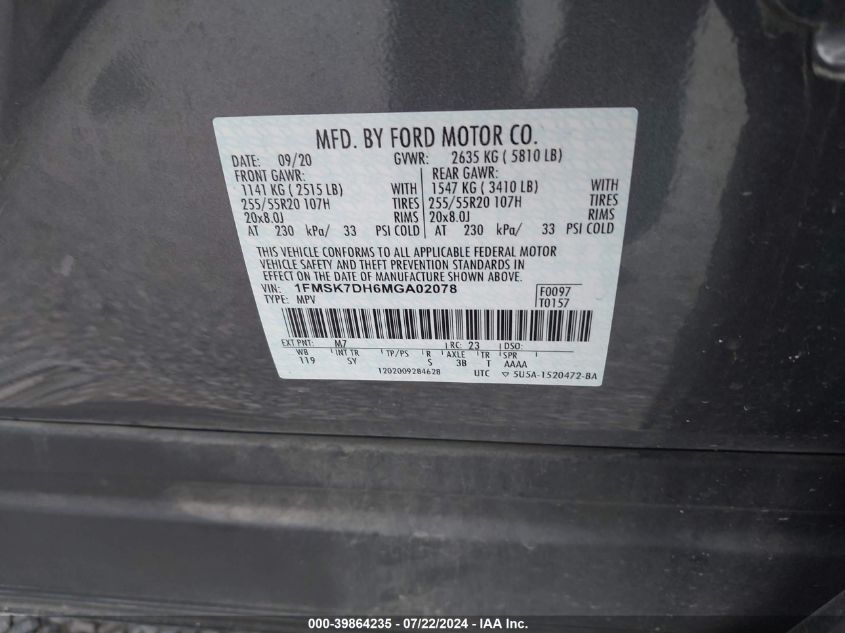 MFD. BY FORD MOTOR CO.
DATE: 09/20 GVWR: 2635 KG ( 5810 LB)
FRONT GAWR: REAR GAWR:
1141 KG ( 2515 LB) WITH 1547 KG ( 3410 LB) WITH
255/55R20 107H TIRES 255/55R20 107H TIRES
20x8.0J RIMS 20x8.0J RIMS
AT 230 kPa/ 33 PSI COLD AT 230 kPa/ 33 PSI COLD
THIS VEHICLE CONFORMS TO ALL APPLICABLE FEDERAL MOTOR
VEHICLE SAFETY AND THEFT PREVENTION STANDARDS IN
EFFECT ON THE DATE OF MANUFACTURE SHOWN ABOVE.
VIN: 1FMSK7DH6MGA02078 F0097
TYPE: MPV T0157
EXT PNT: M7 RC: 23 DSO:
WB INT TR TP/PS R AXLE TR SPR
119 SY S 3B T AAAA
1202009284628 UTC ▽ 5USA-1520472-BA
000-39864235 - 07/22/2024 - IAA Inc.